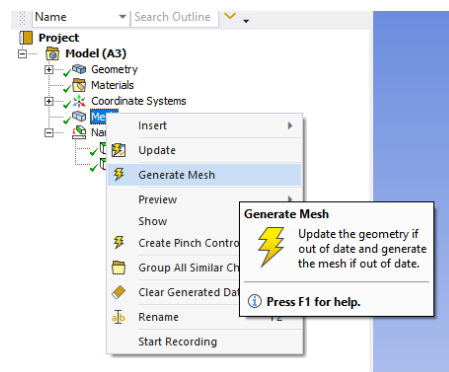 Name
Search Outline
Project
Model (A3)
Geometry
Materials
Coordinate Systems
Me
Na
Insert
Update
Generate Mesh
Preview
Show
Create Pinch Contro
Group All Similar Ch
Clear Generated Dat
Rename
Start Recording
Generate Mesh
Update the geometry if
out of date and generate
the mesh if out of date.
Press F1 for help.